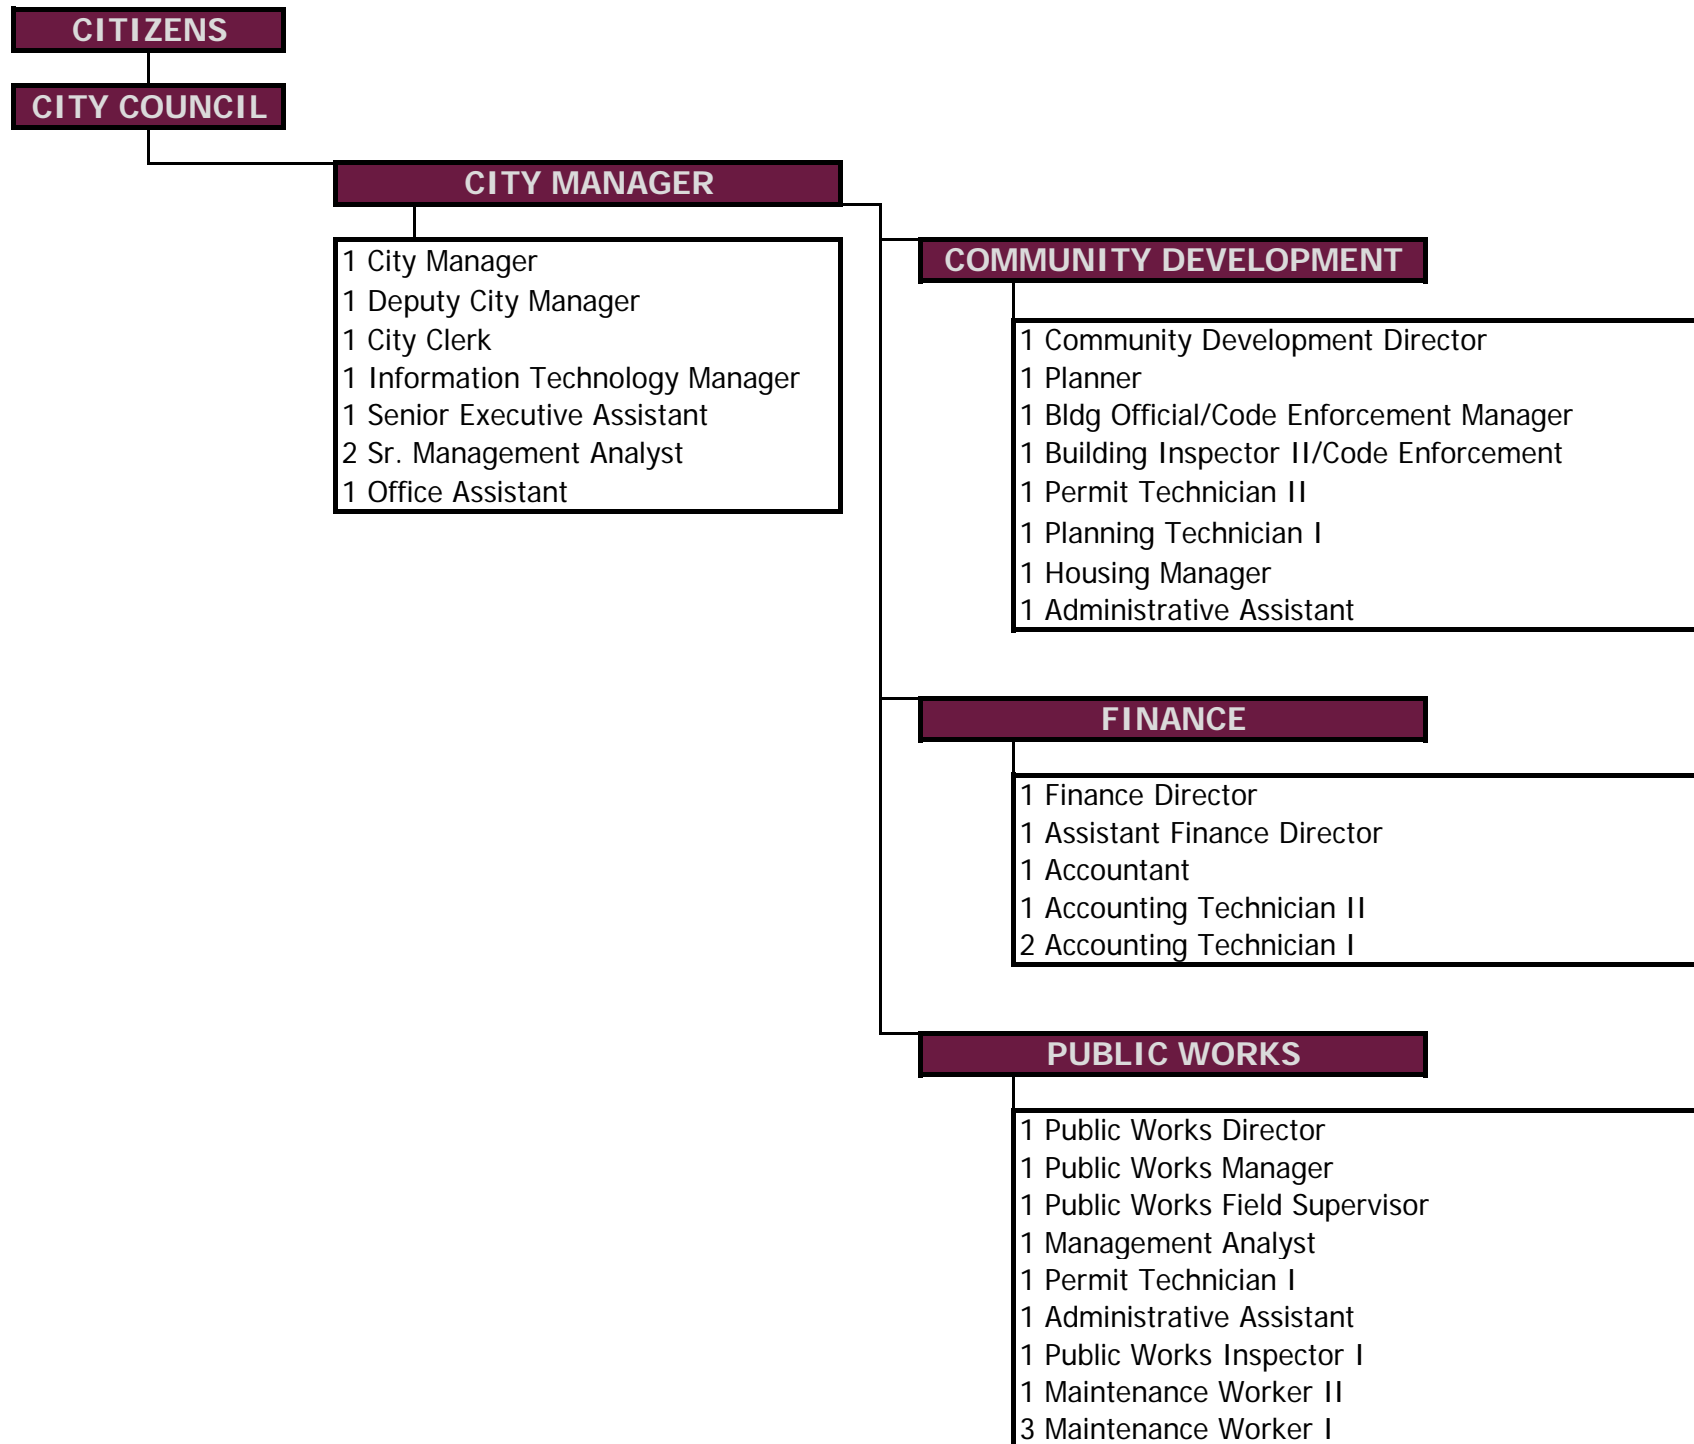 CITIZENS
CITY COUNCIL
CITY MANAGER
1 City Manager
1 Deputy City Manager
1 City Clerk
1 Information Technology Manager
1 Senior Executive Assistant
2 Sr. Management Analyst
1 Office Assistant
COMMUNITY DEVELOPMENT
1 Community Development Director
1 Planner
1 Bldg Official/Code Enforcement Manager
1 Building Inspector II/Code Enforcement
1 Permit Technician II
1 Planning Technician I
1 Housing Manager
1 Administrative Assistant
FINANCE
1 Finance Director
1 Assistant Finance Director
1 Accountant
1 Accounting Technician II
2 Accounting Technician I
PUBLIC WORKS
1 Public Works Director
1 Public Works Manager
1 Public Works Field Supervisor
1 Management Analyst
1 Permit Technician I
1 Administrative Assistant
1 Public Works Inspector I
1 Maintenance Worker II
3 Maintenance Worker I